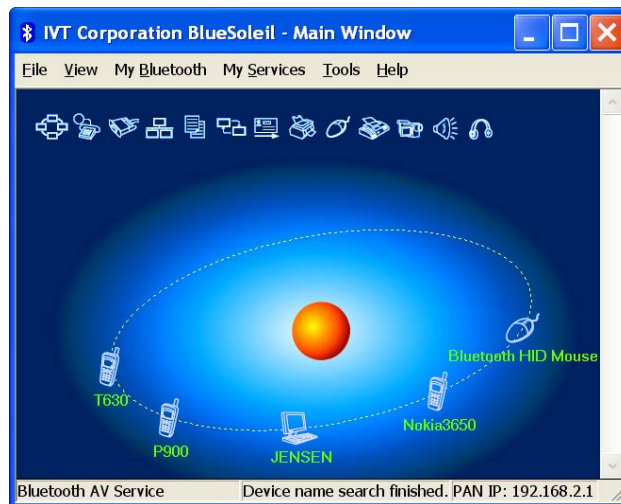 IVT Corporation BlueSoleil - Main Window
File View My Bluetooth My Services Tools Help
Bluetooth HID Mouse
T630
Nokia3650
P900
JENSEN
Bluetooth AV Service Device name search finished. PAN IP: 192.168.2.1